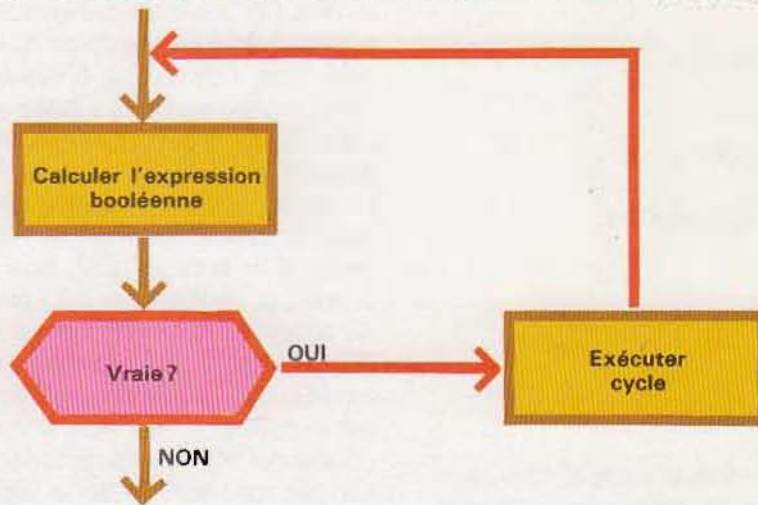 Calculer l'expression
booléenne
Vraie?
OUI
Exécuter
cycle
NON